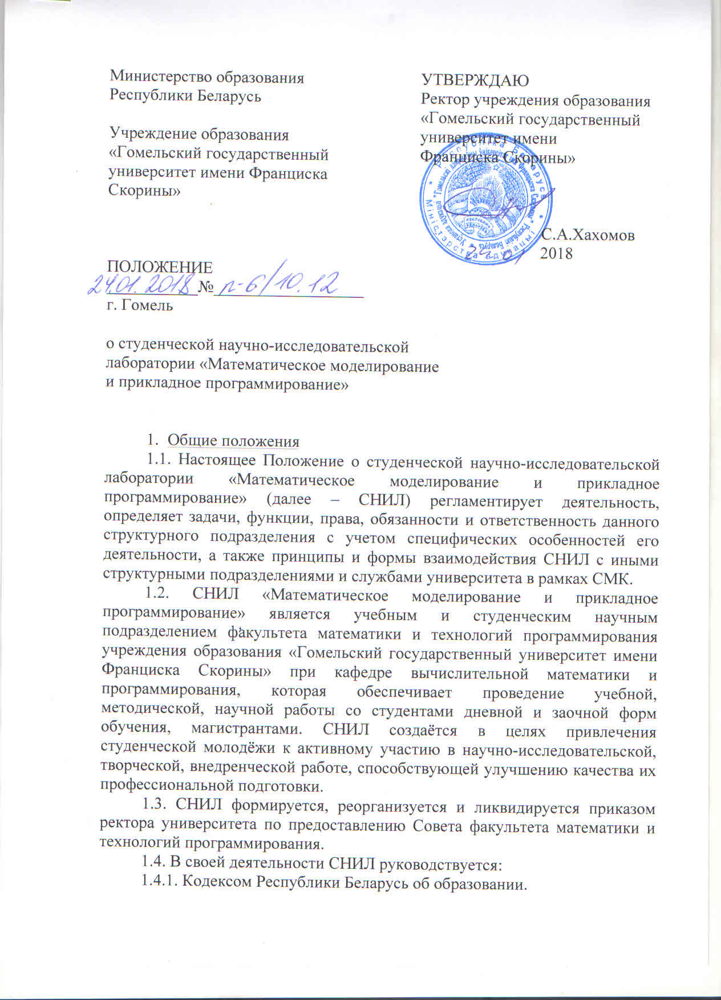 Министерство образования
Республики Беларусь
Учреждение образования
«Гомельский государственный
университет имени Франциска
Скорины»
УТВЕРЖДАЮ
Ректор учреждения образования
«Гомельский государственный
университет имени
Франциска Скорины»
Рэспубліка Беларусь
Міністэрства адукацыі
С.А.Хахомов
24 01 2018
ПОЛОЖЕНИЕ
24.01.2018 № п-6/10.12
г. Гомель
о студенческой научно-исследовательской
лаборатории «Математическое моделирование
и прикладное программирование»
1. Общие положения
1.1. Настоящее Положение о студенческой научно-исследовательской
лаборатории «Математическое моделирование и прикладное
программирование» (далее – СНИЛ) регламентирует деятельность,
определяет задачи, функции, права, обязанности и ответственность данного
структурного подразделения с учетом специфических особенностей его
деятельности, а также принципы и формы взаимодействия СНИЛ с иными
структурными подразделениями и службами университета в рамках СМК.
1.2. СНИЛ «Математическое моделирование и прикладное
программирование» является учебным и студенческим научным
подразделением факультета математики и технологий программирования
учреждения образования «Гомельский государственный университет имени
Франциска Скорины» при кафедре вычислительной математики и
программирования, которая обеспечивает проведение учебной,
методической, научной работы со студентами дневной и заочной форм
обучения, магистрантами. СНИЛ создаётся в целях привлечения
студенческой молодёжи к активному участию в научно-исследовательской,
творческой, внедренческой работе, способствующей улучшению качества их
профессиональной подготовки.
1.3. СНИЛ формируется, реорганизуется и ликвидируется приказом
ректора университета по предоставлению Совета факультета математики и
технологий программирования.
1.4. В своей деятельности СНИЛ руководствуется:
1.4.1. Кодексом Республики Беларусь об образовании.